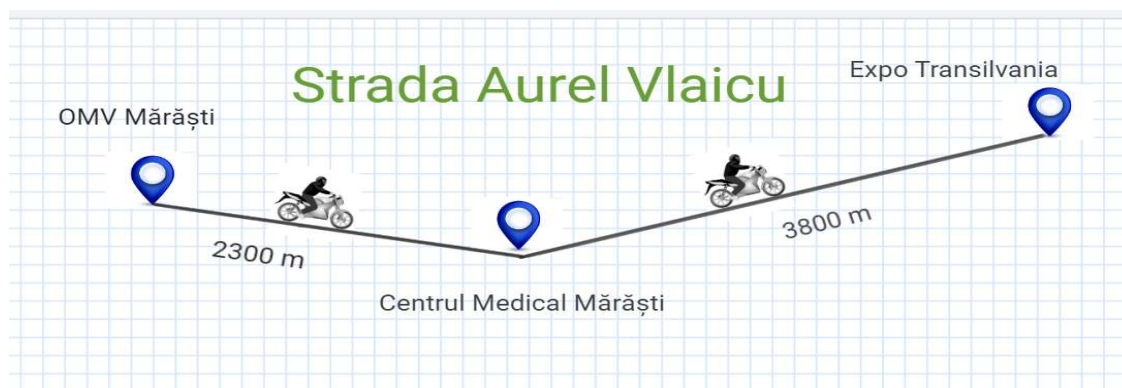 Strada Aurel Vlaicu
Expo Transilvania
OMV Mărăști
2300 m
3800 m
Centrul Medical Mărăști